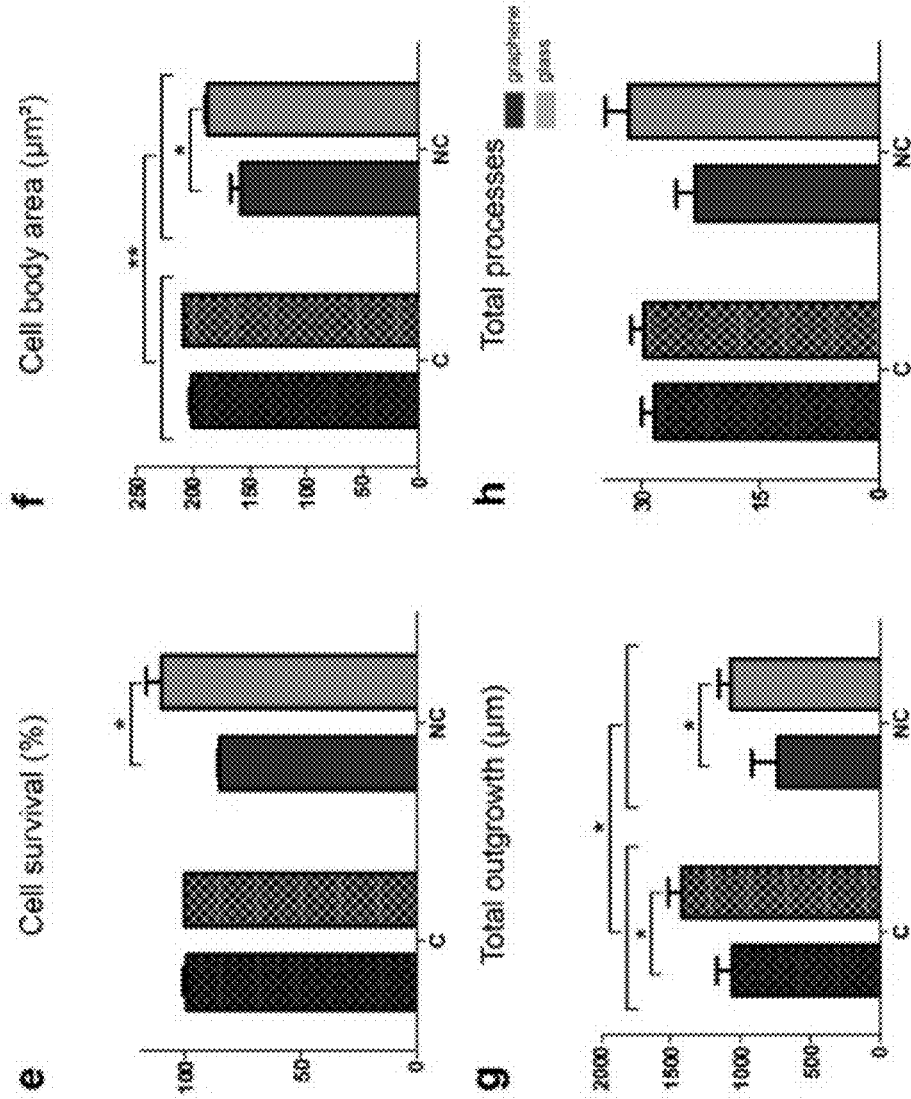 e
Cell survival (%)
100
50
0
*
C
NC
f
Cell body area (µm²)
250
200
150
100
50
0
**
*
C
NC
g
Total outgrowth (µm)
2000
1500
1000
500
0
*
*
*
C
NC
h
Total processes
30
15
0
C
NC
graphene
glass